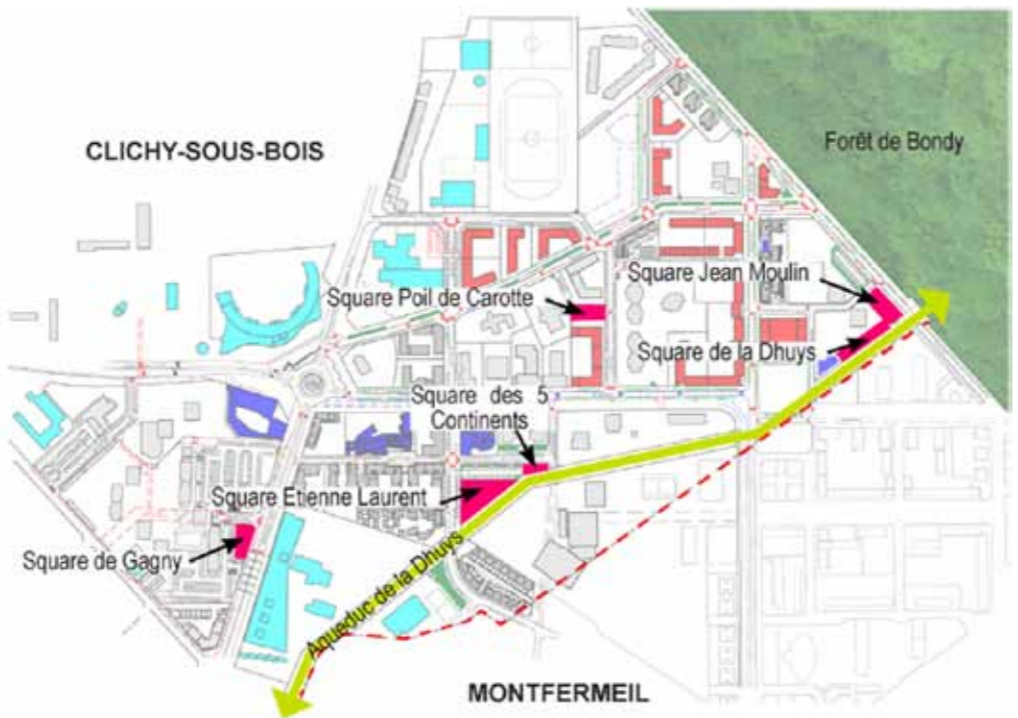 CLICHY-SOUS-BOIS
Forêt de Bondy
Square Jean Moulin
Square Poil de Carotte
Square de la Dhuys
Square des 5
Continents
Square Etienne Laurent
Square de Gagny
Aqueduc de la Dhuys
MONTFERMEIL